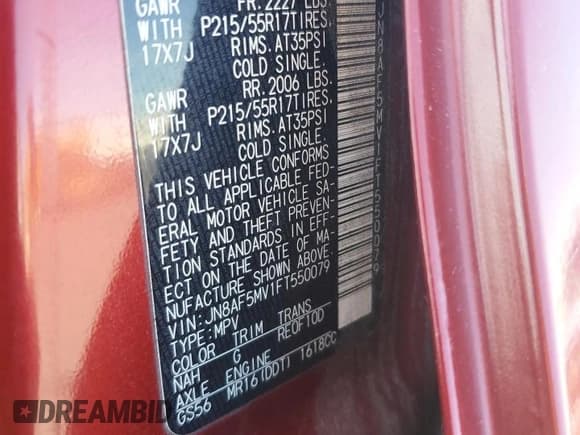 GAWR FR. 2227 LBS.
WITH P215/55R17TIRES.
17X7J RIMS. AT35PSI
COLD SINGLE.
GAWR RR. 2006 LBS.
WITH P215/55R17TIRES.
17X7J RIMS. AT35PSI
COLD SINGLE.
THIS VEHICLE CONFORMS
TO ALL APPLICABLE FED-
ERAL MOTOR VEHICLE SA-
FETY AND THEFT PREVEN-
TION STANDARDS IN EFF-
ECT ON THE DATE OF MA-
NUFACTURE SHOWN ABOVE.
VIN:JN8AF5MV1FT550079
TYPE:MPV
COLOR TRIM TRANS
NAH G RE0F10D
AXLE ENGINE
GS56 MR16(DDT) 1618CC
JN8AF5MV1FT550079
DREAMBID